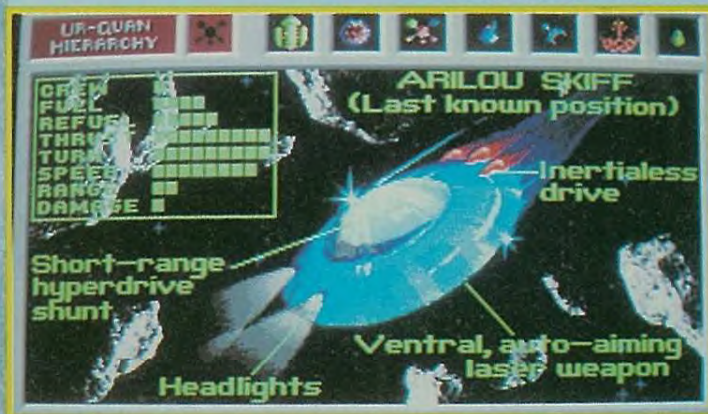 UR-QUAN
HIERARCHY
CREW
FUEL
REFUEL
THRUST
TURN
SPEED
RANGE
DAMAGE
ARILOU SKIFF
(Last known position)
Inertialess
drive
Short-range
hyperdrive
shunt
Ventral, auto-aiming
laser weapon
Headlights